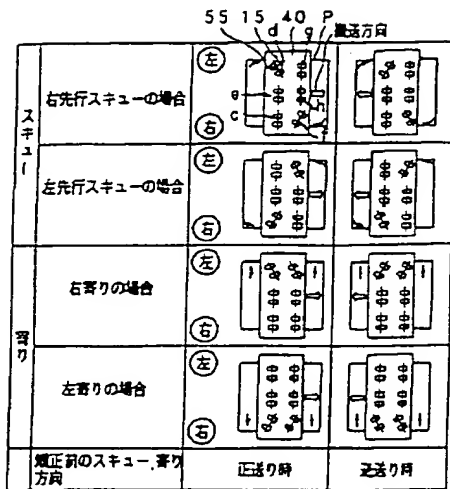 55 15 40 g P
d
搬送方向
スキュー
右先行スキューの場合
左
e
c
右
左先行スキューの場合
左
右
寄り
右寄りの場合
左
右
左寄りの場合
左
右
矯正前のスキュー、寄り
方向
正送り時
逆送り時